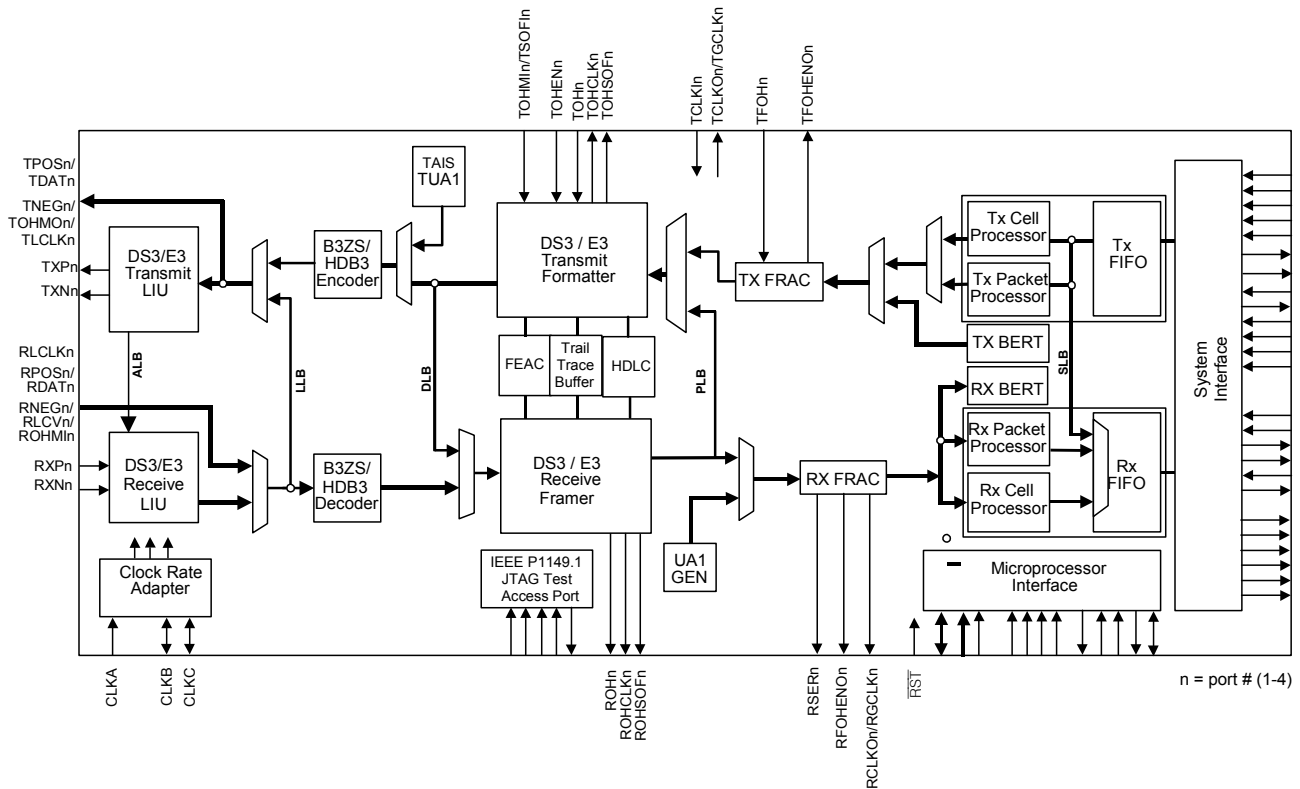 TOHMIn/TSOFIn
TOHENn
TOHn
TOHCLKn
TOHSOFn
TCLKIn
TCLKOn/TGCLKn
TFOHn
TFOHENOn
TPOSn/
TDATn
TNEGn/
TOHMOn/
TLCLKn
TXPn
TXNn
RLCLKn
RPOSn/
RDATn
RNEGn/
RLCVn/
ROHMIn
RXPn
RXNn
DS3/E3
Transmit
LIU
ALB
DS3/E3
Receive
LIU
Clock Rate
Adapter
LLB
TAIS
TUA1
B3ZS/
HDB3
Encoder
B3ZS/
HDB3
Decoder
DLB
DS3 / E3
Transmit
Formatter
FEAC
Trail
Trace
Buffer
HDLC
DS3 / E3
Receive
Framer
IEEE P1149.1
JTAG Test
Access Port
PLB
UA1
GEN
TX FRAC
RX FRAC
Tx Cell
Processor
Tx Packet
Processor
Tx
FIFO
TX BERT
RX BERT
SLB
Rx Packet
Processor
Rx Cell
Processor
Rx
FIFO
Microprocessor
Interface
System
Interface
CLKA
CLKB
CLKC
ROHn
ROHCLKn
ROHSOFn
RSERn
RFOHENOn
RCLKOn/RGCLKn
RST
n = port # (1-4)